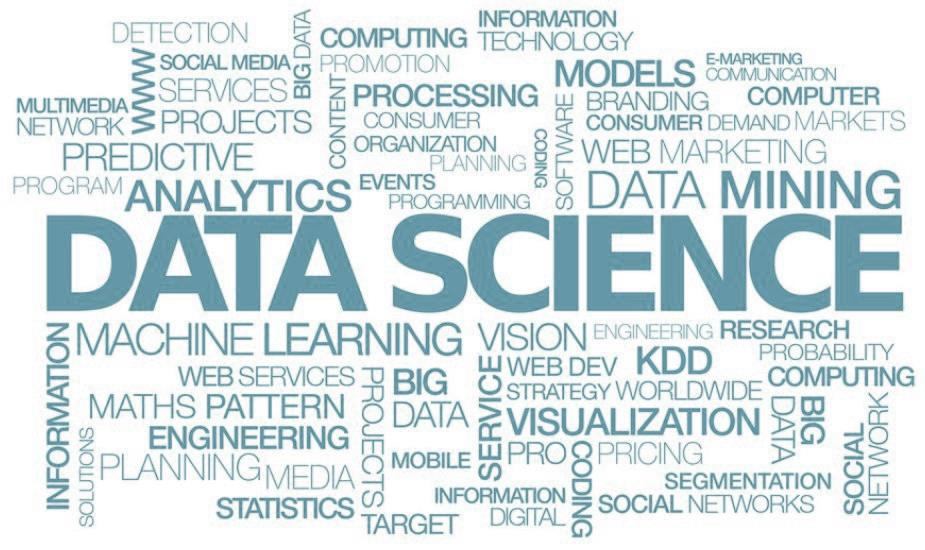 DETECTION
WWW
SOCIAL MEDIA
BIG DATA
COMPUTING
PROMOTION
INFORMATION
TECHNOLOGY
MULTIMEDIA
NETWORK
SERVICES
PROJECTS
CONTENT
PROCESSING
CONSUMER
ORGANIZATION
PLANNING
CODING
SOFTWARE
MODELS
E-MARKETING
COMMUNICATION
BRANDING
COMPUTER
CONSUMER DEMAND MARKETS
WEB MARKETING
PREDICTIVE
PROGRAM
ANALYTICS
EVENTS
PROGRAMMING
DATA MINING
DATA SCIENCE
INFORMATION
MACHINE LEARNING
VISION
ENGINEERING
RESEARCH
PROBABILITY
WEB SERVICES
PROJECTS
BIG
DATA
SERVICE
WEB DEV
KDD
COMPUTING
STRATEGY WORLDWIDE
MATHS PATTERN
VISUALIZATION
DATA
BIG
SOCIAL
NETWORK
ENGINEERING
SOLUTIONS
PLANNING
MEDIA
MOBILE
PRO
CODING
PRICING
STATISTICS
TARGET
INFORMATION
DIGITAL
SEGMENTATION
SOCIAL NETWORKS